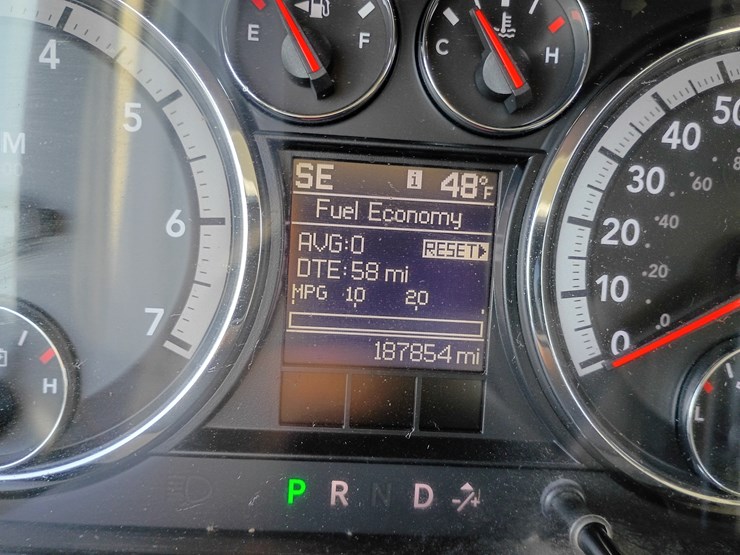 E F
C H
4
5
6
7
M
H
SE i 48°F
Fuel Economy
AVG:0 RESET
DTE:58 mi
MPG 10 20
187854 mi
50
40
30 60
20 40
10 20
0 0
L
P R N D